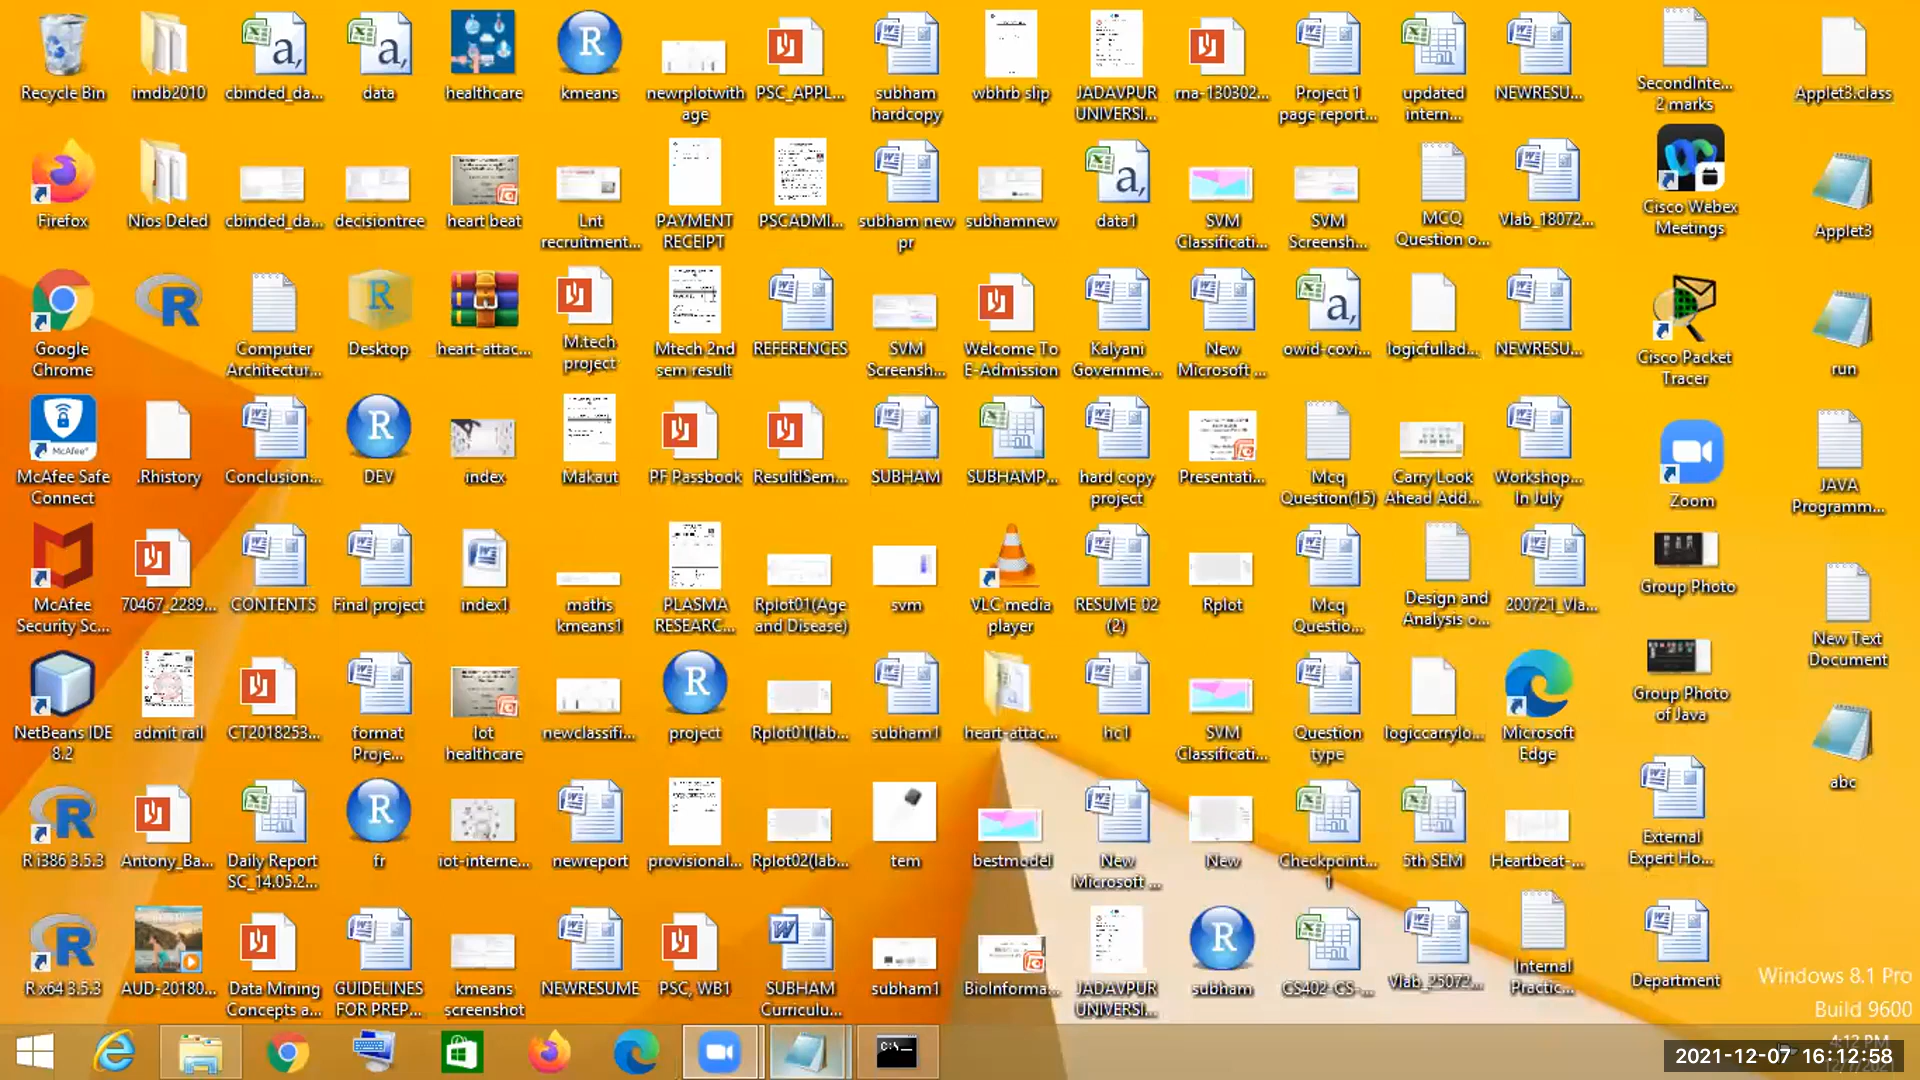 Recycle Bin
imdb2010
cbinded_da...
data
healthcare
kmeans
newrplotwith
age
PSC_APPL...
subham
hardcopy
wbhrb slip
JADAVPUR
UNIVERSI...
rna-130302...
Project 1
page report...
updated
intern...
NEWRESU...
SecondInte...
2 marks
Applet3.class
Firefox
Nios Deled
cbinded_da...
decisiontree
heart beat
Lnt
recruitment...
PAYMENT
RECEIPT
PSCADMI...
subham new
pr
subhamnew
data1
SVM
Classificati...
SVM
Screensh...
MCQ
Question o...
Vlab_18072...
Cisco Webex
Meetings
Applet3
Google
Chrome
Computer
Architectur...
Desktop
heart-attac...
M.tech
project
Mtech 2nd
sem result
REFERENCES
SVM
Screensh...
Welcome To
E-Admission
Kalyani
Governme...
New
Microsoft ...
owid-covi...
logicfullad...
NEWRESU...
Cisco Packet
Tracer
run
McAfee Safe
Connect
.Rhistory
Conclusion...
DEV
index
Makaut
PF Passbook
ResultISem...
SUBHAM
SUBHAMP...
hard copy
project
Presentati...
Mcq
Question(15)
Carry Look
Ahead Add...
Workshop...
In July
Zoom
JAVA
Programm...
McAfee
Security Sc...
70467_2289...
CONTENTS
Final project
index1
maths
kmeans1
PLASMA
RESEARC...
Rplot01(Age
and Disease)
svm
VLC media
player
RESUME 02
(2)
Rplot
Mcq
Questio...
Design and
Analysis o...
200721_Vla...
Group Photo
New Text
Document
NetBeans IDE
8.2
admit rail
CT2018253...
format
Proje...
Iot
healthcare
newclassifi...
project
Rplot01(lab...
subham1
heart-attac...
hc1
SVM
Classificati...
Question
type
logiccarrylo...
Microsoft
Edge
Group Photo
of Java
abc
R i386 3.5.3
Antony_Ba...
Daily Report
SC_14.05.2...
fr
iot-interne...
newreport
provisional...
Rplot02(lab...
tem
bestmodel
New
Microsoft ...
New
Checkpoint...
1
5th SEM
Heartbeat-...
External
Expert Ho...
R x64 3.5.3
AUD-20180...
Data Mining
Concepts a...
GUIDELINES
FOR PREP...
kmeans
screenshot
NEWRESUME
PSC, WB1
SUBHAM
Curriculu...
subham1
BioInforma...
JADAVPUR
UNIVERSI...
subham
GS402-GS-...
Vlab_25072...
Internal
Practic...
Department
Windows 8.1 Pro
Build 9600
4:12 PM
2021-12-07 16:12:58